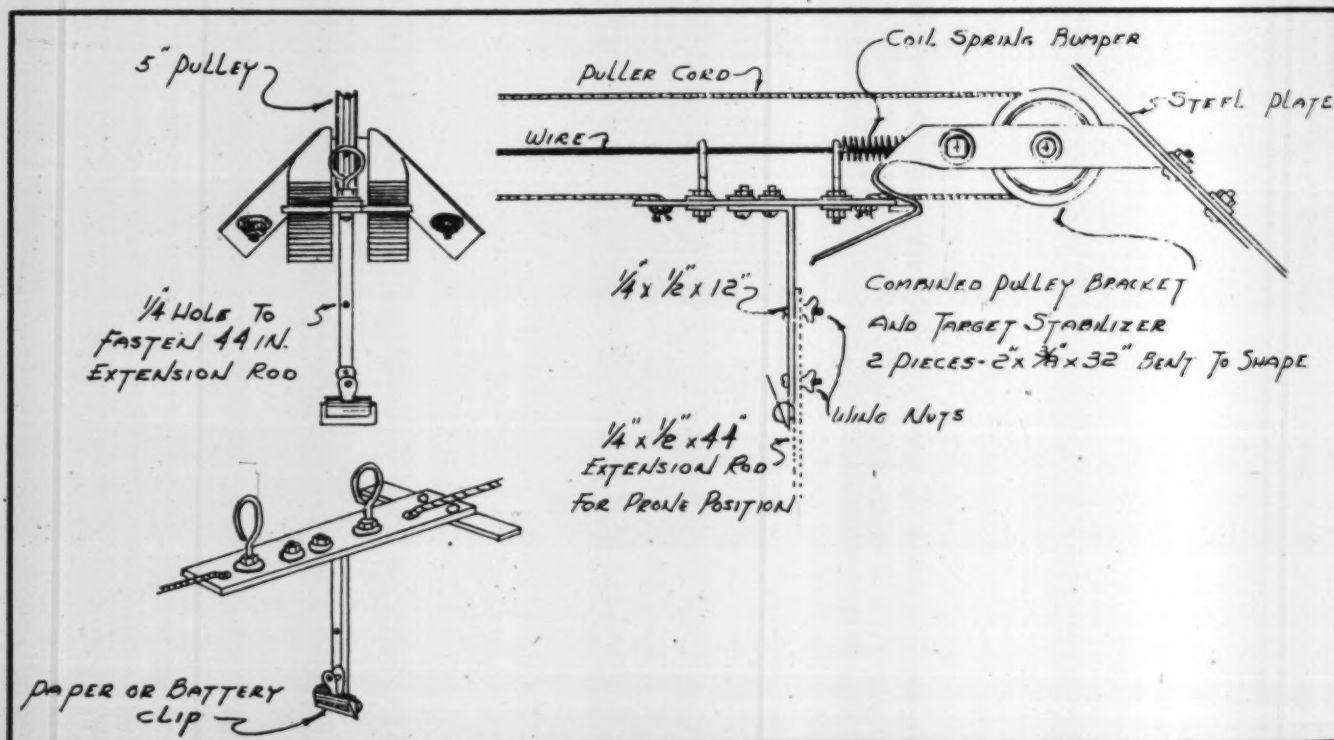 5" PULLEY
PULLER CORD
COIL SPRING BUMPER
STEEL PLATE
WIRE
1/4" HOLE TO
FASTEN 44 IN.
EXTENSION ROD
1/4" x 1/2" x 12"
COMBINED PULLEY BRACKET
AND TARGET STABILIZER
2 PIECES - 2" x x 32" BENT TO SHAPE
WING NUTS
1/4" x 1/2" x 44"
EXTENSION ROD
FOR PRONE POSITION
PAPER OR BATTERY
CLIP